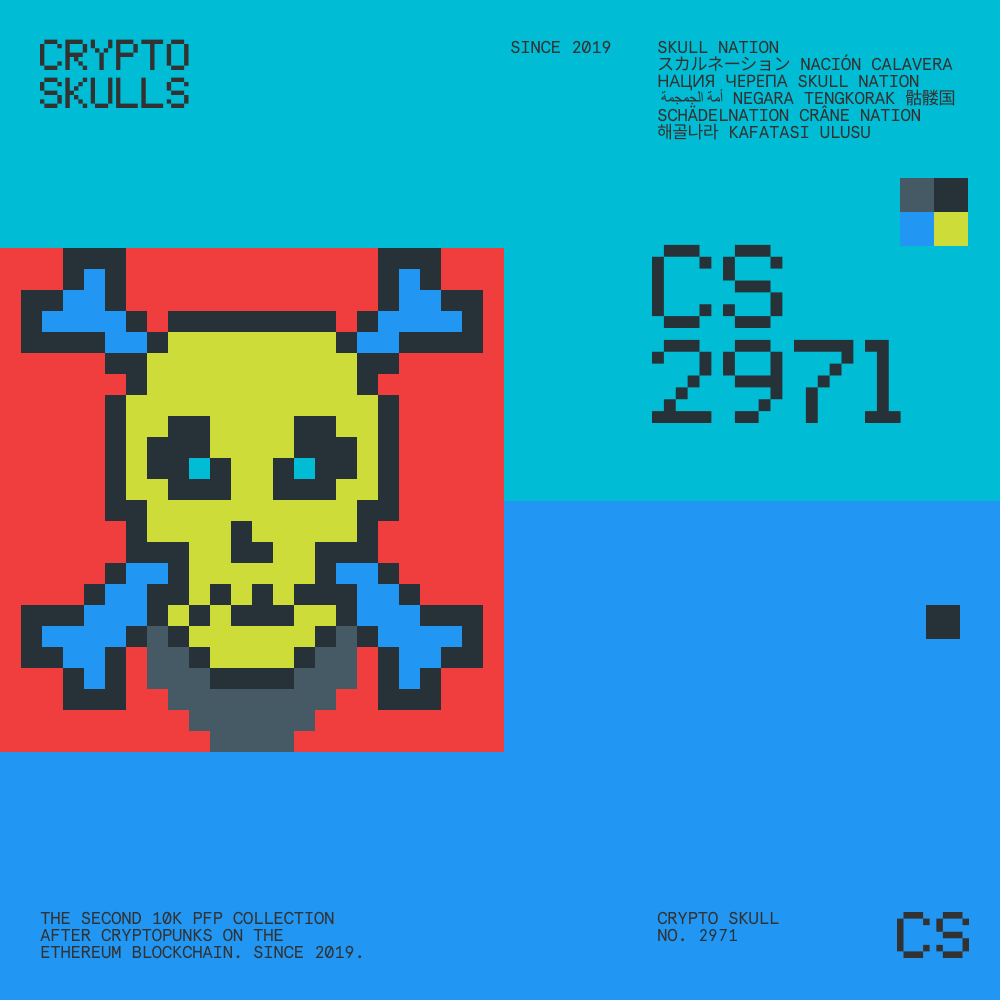 CRYPTO
SKULLS
SINCE 2019
SKULL NATION
スカルネーション NACIÓN CALAVERA
НАЦИЯ ЧЕРЕПА SKULL NATION
أمة الجمجمة NEGARA TENGKORAK 骷髅国
SCHÄDELNATION CRÂNE NATION
해골나라 KAFATASI ULUSU
CS
2971
THE SECOND 10K PFP COLLECTION
AFTER CRYPTOPUNKS ON THE
ETHEREUM BLOCKCHAIN. SINCE 2019.
CRYPTO SKULL
NO. 2971
CS